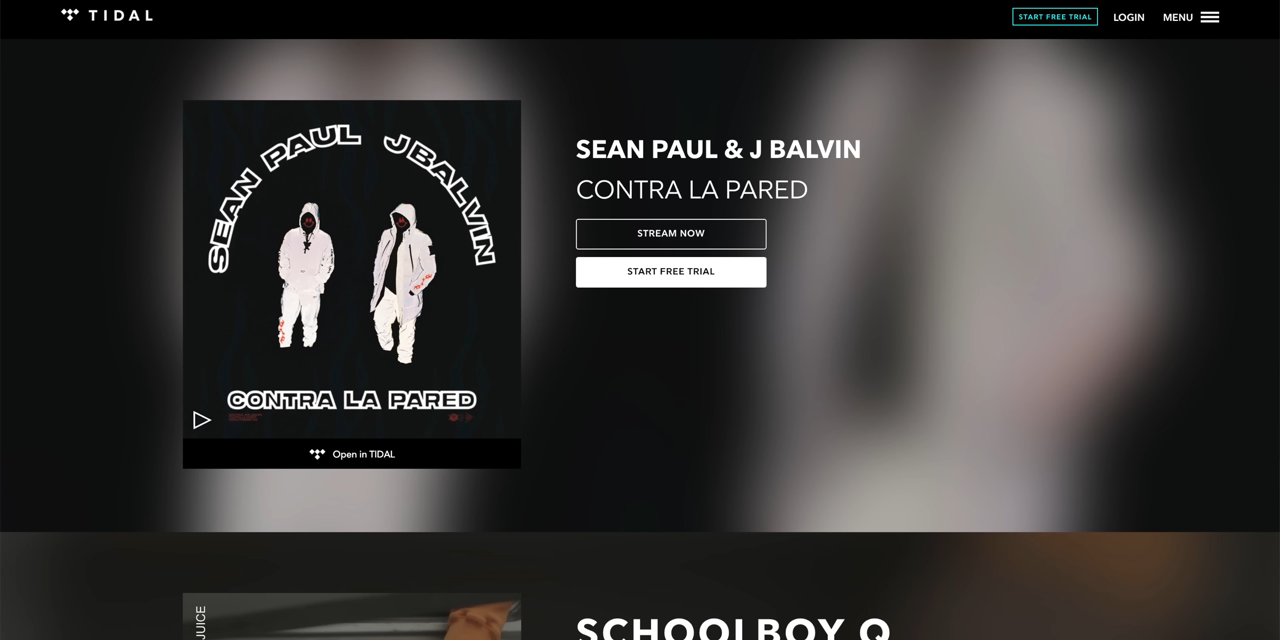 TIDAL
START FREE TRIAL
LOGIN
MENU
SEAN PAUL J BALVIN
CONTRA LA PARED
Open in TIDAL
SEAN PAUL & J BALVIN
CONTRA LA PARED
STREAM NOW
START FREE TRIAL
JUICE
SCHOOLBOY Q